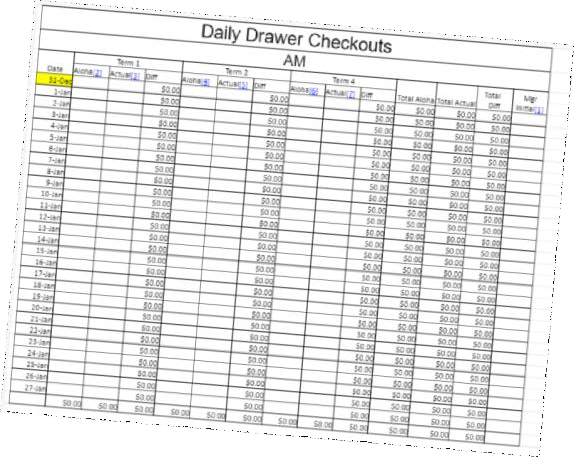 Daily Drawer Checkouts
AM
Term 1 Term 2 Term 4
Date Aloha[2] Actual[3] Diff Aloha[4] Actual[5] Diff Aloha[6] Actual[7] Diff Total Aloha Total Actual Total Diff Mgr Initial[1]
31-Dec $0.00 $0.00 $0.00 $0.00 $0.00 $0.00
1-Jan $0.00 $0.00 $0.00 $0.00 $0.00 $0.00
2-Jan $0.00 $0.00 $0.00 $0.00 $0.00 $0.00
3-Jan $0.00 $0.00 $0.00 $0.00 $0.00 $0.00
4-Jan $0.00 $0.00 $0.00 $0.00 $0.00 $0.00
5-Jan $0.00 $0.00 $0.00 $0.00 $0.00 $0.00
6-Jan $0.00 $0.00 $0.00 $0.00 $0.00 $0.00
7-Jan $0.00 $0.00 $0.00 $0.00 $0.00 $0.00
8-Jan $0.00 $0.00 $0.00 $0.00 $0.00 $0.00
9-Jan $0.00 $0.00 $0.00 $0.00 $0.00 $0.00
10-Jan $0.00 $0.00 $0.00 $0.00 $0.00 $0.00
11-Jan $0.00 $0.00 $0.00 $0.00 $0.00 $0.00
12-Jan $0.00 $0.00 $0.00 $0.00 $0.00 $0.00
13-Jan $0.00 $0.00 $0.00 $0.00 $0.00 $0.00
14-Jan $0.00 $0.00 $0.00 $0.00 $0.00 $0.00
15-Jan $0.00 $0.00 $0.00 $0.00 $0.00 $0.00
16-Jan $0.00 $0.00 $0.00 $0.00 $0.00 $0.00
17-Jan $0.00 $0.00 $0.00 $0.00 $0.00 $0.00
18-Jan $0.00 $0.00 $0.00 $0.00 $0.00 $0.00
19-Jan $0.00 $0.00 $0.00 $0.00 $0.00 $0.00
20-Jan $0.00 $0.00 $0.00 $0.00 $0.00 $0.00
21-Jan $0.00 $0.00 $0.00 $0.00 $0.00 $0.00
22-Jan $0.00 $0.00 $0.00 $0.00 $0.00 $0.00
23-Jan $0.00 $0.00 $0.00 $0.00 $0.00 $0.00
24-Jan $0.00 $0.00 $0.00 $0.00 $0.00 $0.00
25-Jan $0.00 $0.00 $0.00 $0.00 $0.00 $0.00
26-Jan $0.00 $0.00 $0.00 $0.00 $0.00 $0.00
27-Jan $0.00 $0.00 $0.00 $0.00 $0.00 $0.00
$0.00 $0.00 $0.00 $0.00 $0.00 $0.00 $0.00 $0.00 $0.00 $0.00 $0.00 $0.00